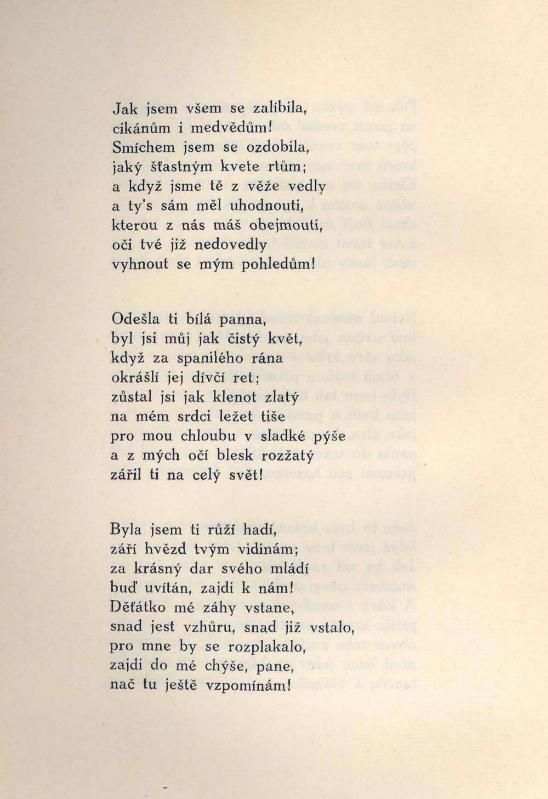 Jak jsem všem se zalíbila,
cikánům i medvědům!
Smíchem jsem se ozdobila,
jaký šťastným kvete rtům;
a když jsme tě z věže vedly
a ty's sám měl uhodnouti,
kterou z nás máš obejmouti,
oči tvé již nedovedly
vyhnout se mým pohledům!
Odešla ti bílá panna,
byl jsi můj jak čistý květ,
když za spanilého rána
okrášlí jej dívčí ret;
zůstal jsi jak klenot zlatý
na mém srdci ležet tiše
pro mou chloubu v sladké pýše
a z mých očí blesk rozžatý
zářil ti na celý svět!
Byla jsem ti růží hadí,
září hvězd tvým vidinám;
za krásný dar svého mládí
buď uvítán, zajdi k nám!
Děťátko mé záhy vstane,
snad jest vzhůru, snad již vstalo,
pro mne by se rozplakalo,
zajdi do mé chýše, pane,
nač tu ještě vzpomínám!